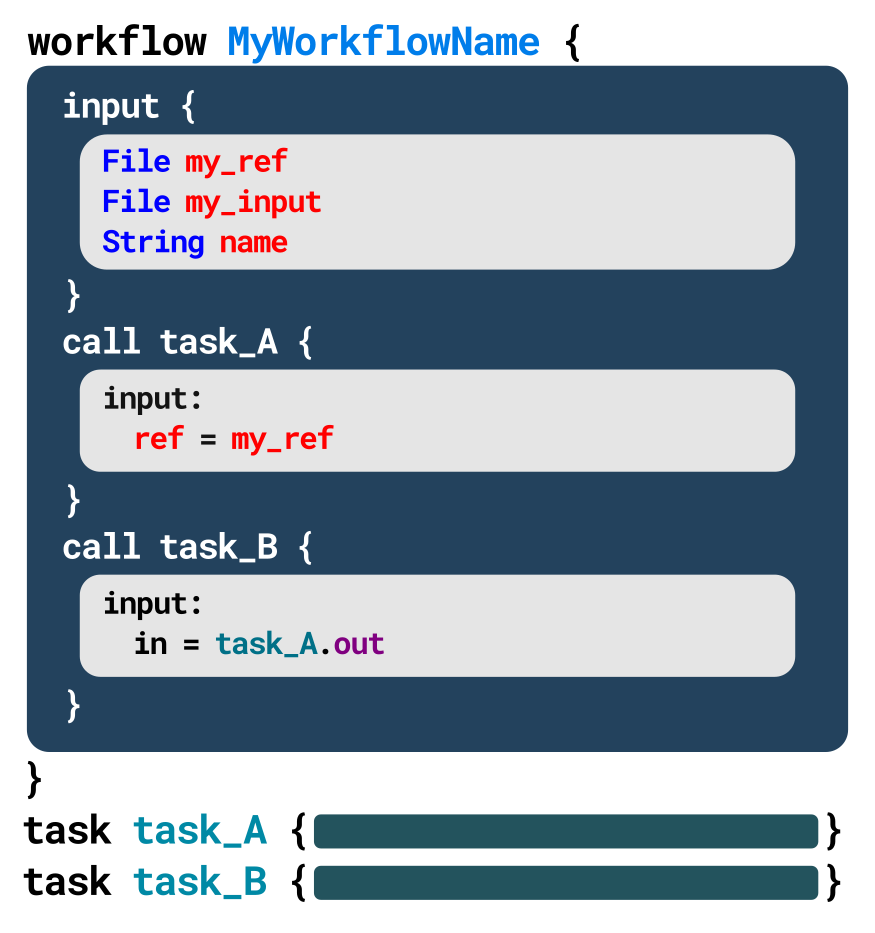 workflow MyWorkflowName {
input {
File my_ref
File my_input
String name
}
call task_A {
input:
ref = my_ref
}
call task_B {
input:
in = task_A.out
}
}
task task_A { }
task task_B { }